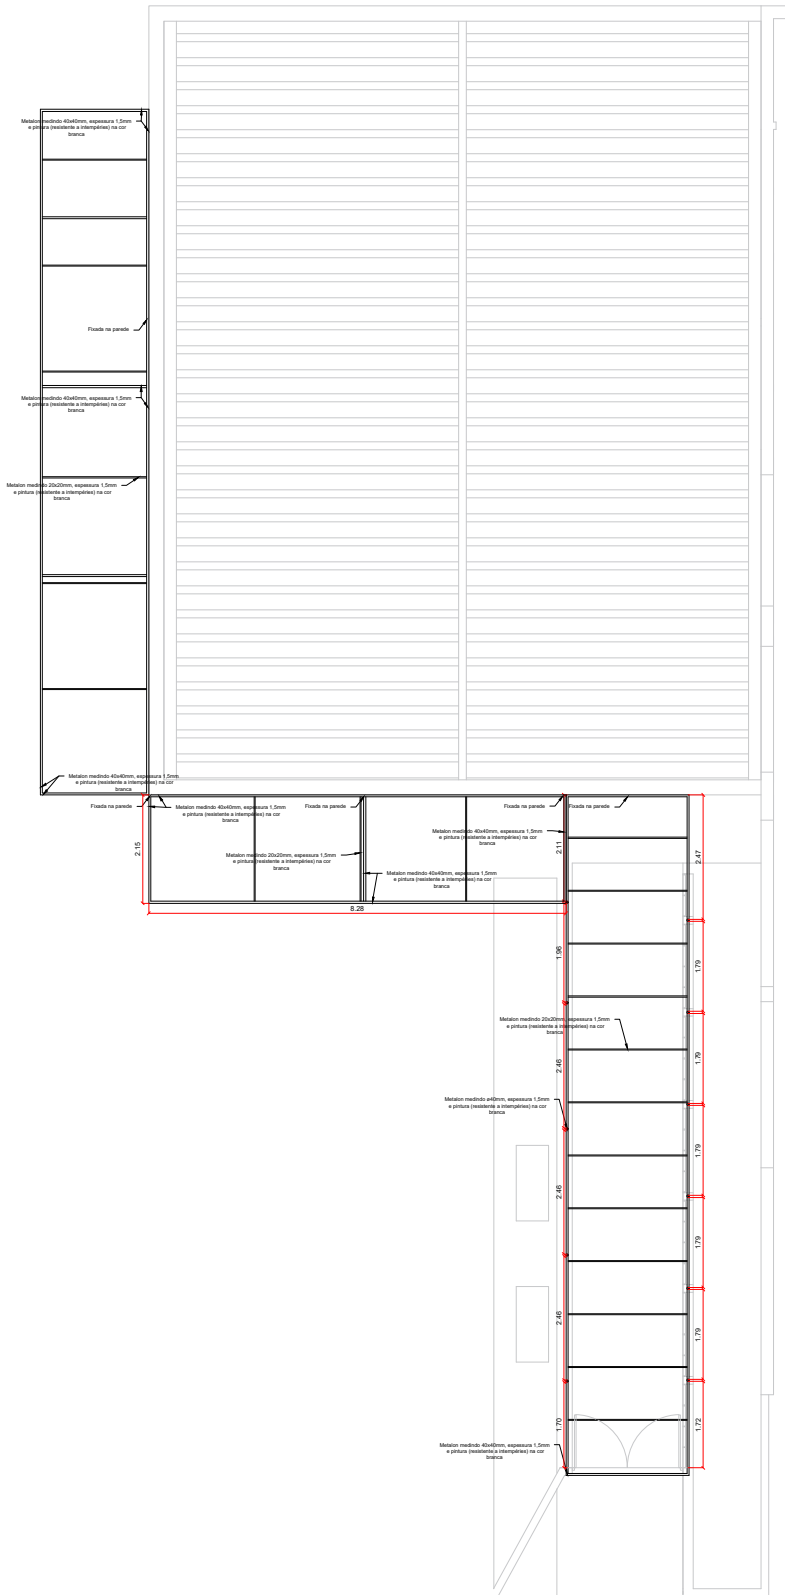 Metalon medindo 40x40mm, espessura 1,5mm
e pintura (resistente a intempéries) na cor
branca
Fixada na parede
Metalon medindo 40x40mm, espessura 1,5mm
e pintura (resistente a intempéries) na cor
branca
Metalon medindo 20x20mm, espessura 1,5mm
e pintura (resistente a intempéries) na cor
branca
Metalon medindo 40x40mm, espessura 1,5mm
e pintura (resistente a intempéries) na cor
branca
Fixada na parede
Metalon medindo 40x40mm, espessura 1,5mm
e pintura (resistente a intempéries) na cor
branca
Fixada na parede
Fixada na parede
Fixada na parede
Metalon medindo 40x40mm, espessura 1,5mm
e pintura (resistente a intempéries) na cor
branca
2.15
2.11
2.47
Metalon medindo 20x20mm, espessura 1,5mm
e pintura (resistente a intempéries) na cor
branca
Metalon medindo 40x40mm, espessura 1,5mm
e pintura (resistente a intempéries) na cor
branca
8.28
1.96
1.79
Metalon medindo 20x20mm, espessura 1,5mm
e pintura (resistente a intempéries) na cor
branca
2.46
1.79
Metalon medindo ø40mm, espessura 1,5mm
e pintura (resistente a intempéries) na cor
branca
1.79
2.46
1.79
2.46
1.79
1.70
1.72
Metalon medindo 40x40mm, espessura 1,5mm
e pintura (resistente a intempéries) na cor
branca